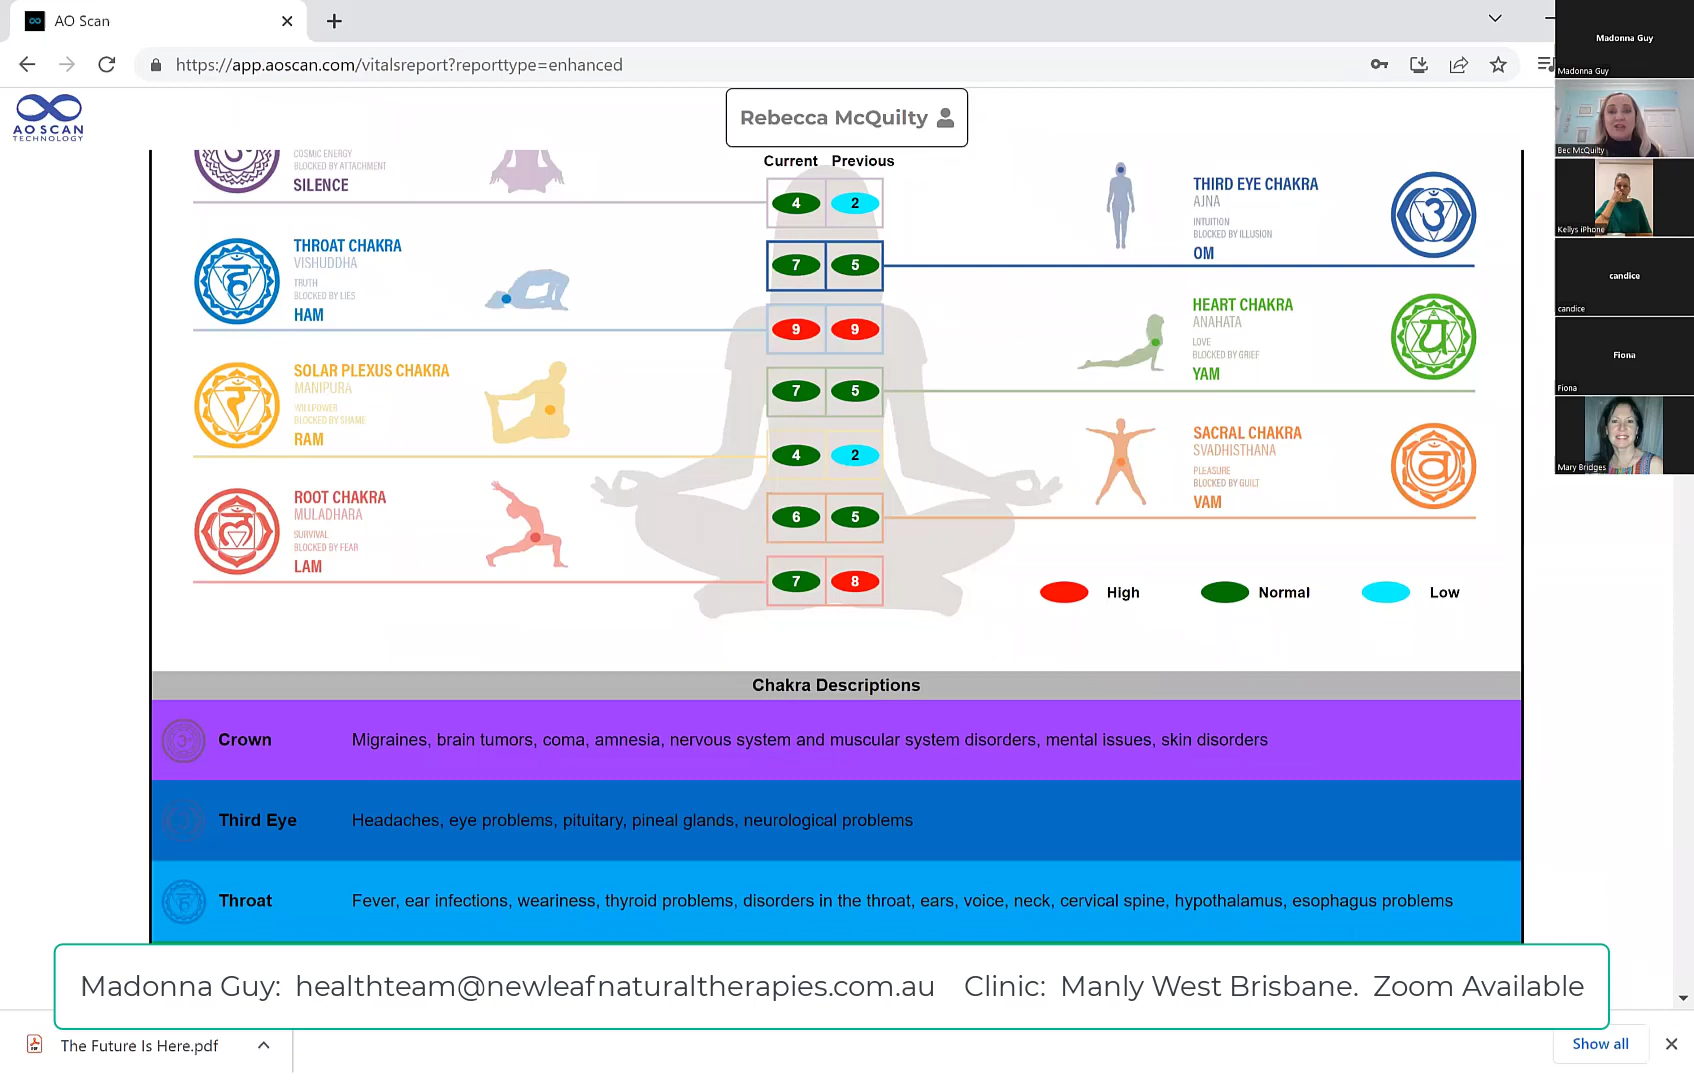 AO Scan
https://app.aoscan.com/vitalsreport?reporttype=enhanced
AO SCAN
TECHNOLOGY
Rebecca McQuilty
Madonna Guy
Madonna Guy
Bec McQuilty
Kellys iPhone
candice
candice
Fiona
Fiona
Mary Bridges
Current Previous
COSMIC ENERGY
BLOCKED BY ATTACHMENT
SILENCE
4 2
THIRD EYE CHAKRA
AJNA
INTUITION
BLOCKED BY ILLUSION
OM
7 5
THROAT CHAKRA
VISHUDDHA
TRUTH
BLOCKED BY LIES
HAM
9 9
HEART CHAKRA
ANAHATA
LOVE
BLOCKED BY GRIEF
YAM
7 5
SOLAR PLEXUS CHAKRA
MANIPURA
WILLPOWER
BLOCKED BY SHAME
RAM
4 2
SACRAL CHAKRA
SVADHISTHANA
PLEASURE
BLOCKED BY GUILT
VAM
6 5
ROOT CHAKRA
MULADHARA
SURVIVAL
BLOCKED BY FEAR
LAM
7 8
High Normal Low
Chakra Descriptions
Crown Migraines, brain tumors, coma, amnesia, nervous system and muscular system disorders, mental issues, skin disorders
Third Eye Headaches, eye problems, pituitary, pineal glands, neurological problems
Throat Fever, ear infections, weariness, thyroid problems, disorders in the throat, ears, voice, neck, cervical spine, hypothalamus, esophagus problems
Madonna Guy: healthteam@newleafnaturaltherapies.com.au Clinic: Manly West Brisbane. Zoom Available
The Future Is Here.pdf
Show all